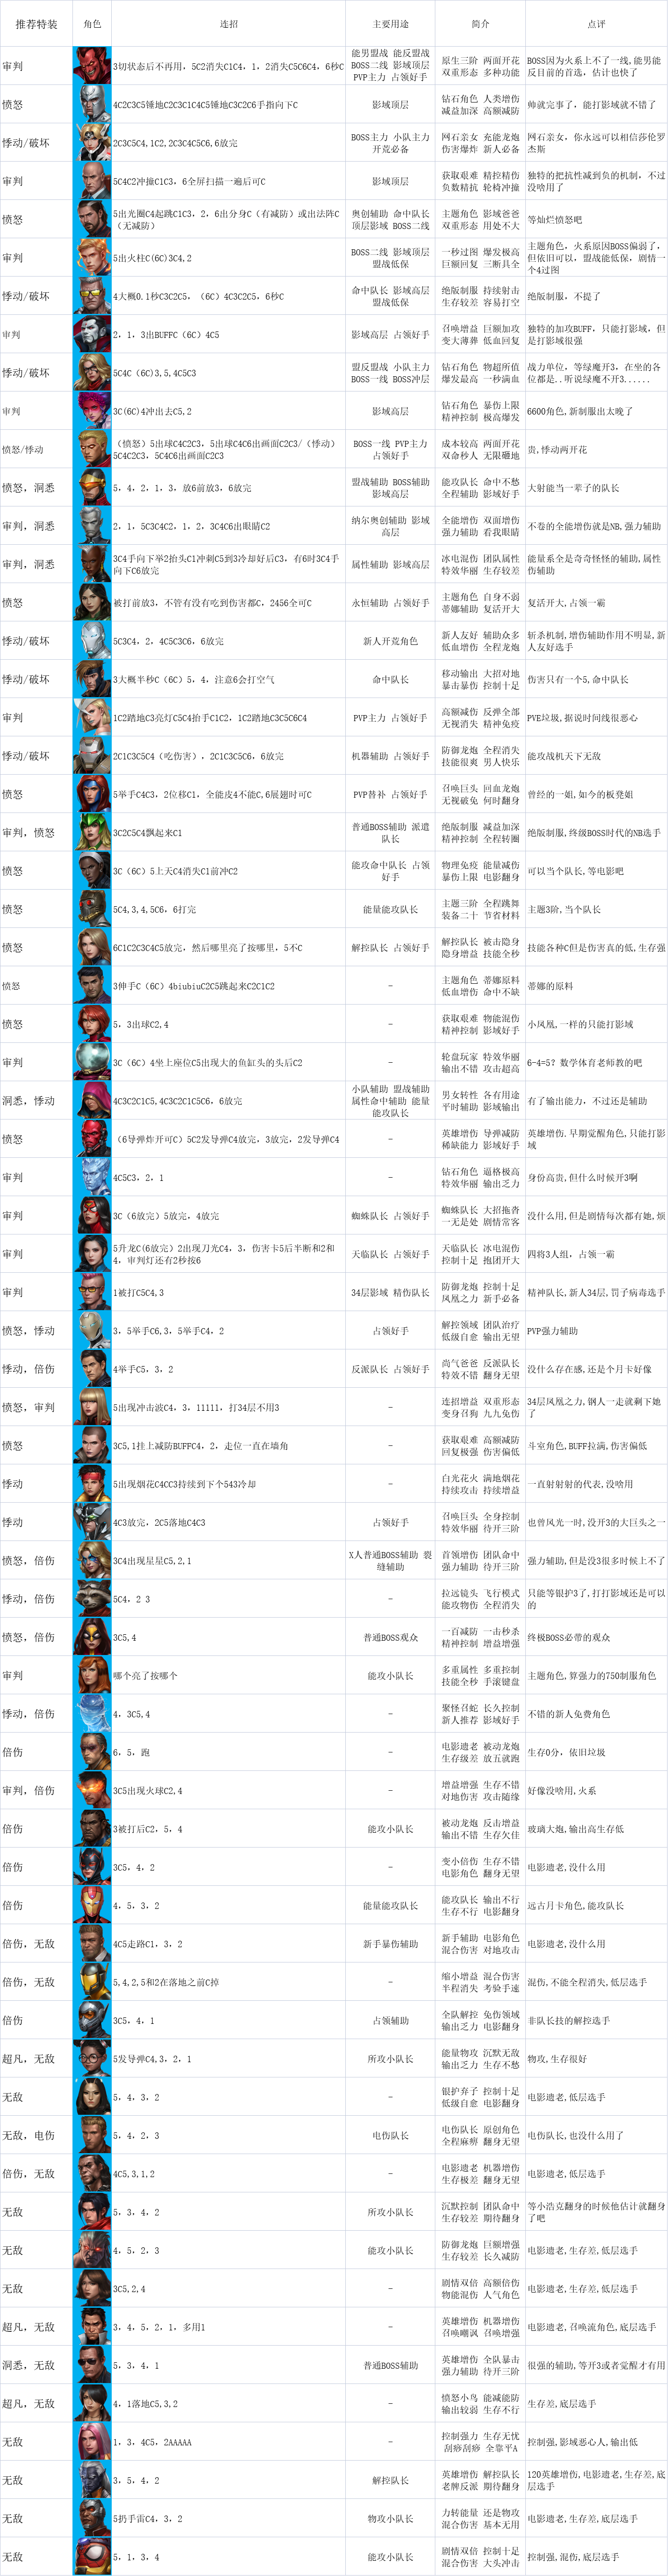 推荐特装 角色 连招 主要用途 简介 点评
审判 3切状态后不再用，5C2消失C1C4，1，2消失C5C6C4，6秒C 能男盟战 能反盟战 BOSS二线 影域顶层 PVP主力 占领好手 原生三阶 两面开花 双重形态 多种功能 BOSS因为火系上不了一线,能男能反目前的首选，估计也快了
愤怒 4C2C3C5锤地C2C3C1C4C5锤地C3C2C6手指向下C 影域顶层 钻石角色 人类增伤 减益加深 高额减防 帅就完事了，能打影域就不错了
悸动/破坏 2C3C5C4,1C2,2C3C4C5C6,6放完 BOSS主力 小队主力 开荒必备 网石亲女 充能龙炮 伤害爆炸 新人必备 网石亲女，你永远可以相信莎伦罗杰斯
审判 5C4C2冲撞C1C3，6全屏扫描一遍后可C 影域顶层 获取艰难 精控精伤 负数精抗 轮椅冲撞 独特的把抗性减到负的机制，不过没啥用了
愤怒 5出光圈C4起跳C1C3，2，6出分身C（有减防）或出法阵C（无减防） 奥创辅助 命中队长 顶层影域 BOSS二线 主题角色 影域爸爸 双重形态 用处不大 等灿烂愤怒吧
审判 5出火柱C(6C)3C4,2 BOSS二线 影域顶层 盟战低保 一秒过图 爆发极高 巨额回复 三断具全 主题角色，火系原因BOSS偏弱了，但依旧可以，盟战能低保，剧情一个4过图
悸动/破坏 4大概0.1秒C3C2C5，（6C）4C3C2C5，6秒C 命中队长 影域高层 盟战低保 绝版制服 持续射击 生存较差 容易打空 绝版制服，不提了
审判 2，1，3出BUFFC（6C）4C5 影域高层 占领好手 召唤增益 巨额加攻 变大薄葬 低血回复 独特的加攻BUFF，只能打影域，但是打影域很强
悸动/破坏 5C4C（6C)3,5,4C5C3 盟反盟战 小队主力 BOSS一线 BOSS冲层 钻石角色 物超所值 爆发最高 一秒满血 战力单位，等绿魔开3，在坐的各位都是..听说绿魔不开3......
审判 3C(6C)4冲出去C5,2 影域高层 钻石角色 暴伤上限 精神控制 极高爆发 6600角色,新制服出太晚了
愤怒/悸动 （愤怒）5出球C4C2C3，5出球C4C6出画面C2C3/（悸动）5C4C2C3，5C4C6出画面C2C3 BOSS一线 PVP主力 占领好手 成本较高 两面开花 双命秒人 无限砸地 贵,悸动两开花
愤怒，洞悉 5，4，2，1，3，放6前放3，6放完 盟战辅助 BOSS辅助 影域高层 能攻队长 命中不愁 全程辅助 影域好手 大射能当一辈子的队长
审判，洞悉 2，1，5C3C4C2，1，2，3C4C6出眼睛C2 纳尔奥创辅助 影域高层 全能增伤 双面增伤 强力辅助 看我眼睛 不卷的全能增伤就是NB,强力辅助
审判，洞悉 3C4手向下举2抬头C1冲刺C5到3冷却好后C3，有6时3C4手向下C6放完 属性辅助 影域高层 冰电混伤 团队属性 特效华丽 生存较差 能量系全是奇奇怪怪的辅助,属性伤辅助
愤怒 被打前放3，不管有没有吃到伤害都C，2456全可C 永恒辅助 占领好手 主题角色 自身不弱 蒂娜辅助 复活开大 复活开大,占领一霸
悸动/破坏 5C3C4，2，4C5C3C6，6放完 新人开荒角色 新人友好 辅助众多 低血增伤 全程龙炮 斩杀机制,增伤辅助作用不明显,新人友好选手
悸动/破坏 3大概半秒C（6C）5，4，注意6会打空气 命中队长 移动输出 大招对地 暴击暴伤 控制十足 伤害只有一个5,命中队长
审判 1C2踏地C3亮灯C5C4抬手C1C2，1C2踏地C3C5C6C4 PVP主力 占领好手 高额减伤 反弹全部 无视消失 精神免疫 PVE垃圾,据说时间线很恶心
悸动/破坏 2C1C3C5C4（吃伤害），2C1C3C5C6，6放完 机器辅助 占领好手 防御龙炮 全程消失 技能很爽 男人快乐 能攻战机天下无敌
愤怒 5举手C4C3，2位移C1，全能度4不能C,6展翅时可C PVP替补 占领好手 召唤巨头 回血龙炮 无视破免 何时翻身 曾经的一姐,如今的板凳姐
审判，愤怒 3C2C5C4飘起来C1 普通BOSS辅助 派遣队长 绝版制服 减益加深 精神控制 全程转圈 绝版制服,终级BOSS时代的NB选手
愤怒 3C（6C）5上天C4消失C1前冲C2 能攻命中队长 占领好手 物理免疫 能量减伤 暴伤上限 电影翻身 可以当个队长,等电影吧
愤怒 5C4,3,4,5C6，6打完 能量能攻队长 主题三阶 全程跳舞 装备二十 节省材料 主题3阶,当个队长
愤怒 6C1C2C3C4C5放完，然后哪里亮了按哪里，5不C 解控队长 占领好手 解控队长 被击隐身 隐身增益 技能全秒 技能各种C但是伤害真的低,生存强
愤怒 3伸手C（6C）4biubiuC2C5跳起来C2C1C2 - 主题角色 蒂娜原料 低血增伤 命中不缺 蒂娜的原料
愤怒 5，3出球C2,4 - 获取艰难 物能混伤 精神控制 影域好手 小凤凰,一样的只能打影域
审判 3C（6C）4坐上座位C5出现大的鱼缸头的头后C2 - 轮盘玩家 特效华丽 输出不错 攻击超高 6-4=5？数学体育老师教的吧
洞悉，悸动 4C3C2C1C5,4C3C2C1C5C6，6放完 小队辅助 盟战辅助 属性命中辅助 能量能攻队长 男女转性 各有用途 平时辅助 影域输出 有了输出能力，不过还是辅助
愤怒 （6导弹炸开可C）5C2发导弹C4放完，3放完，2发导弹C4 - 英雄增伤 导弹减防 稀缺能力 影域好手 英雄增伤.早期觉醒角色,只能打影域
审判 4C5C3，2，1 - 钻石角色 逼格极高 特效华丽 输出乏力 身份高贵,但什么时候开3啊
审判 3C（6放完）5放完，4放完 蜘蛛队长 占领好手 蜘蛛队长 大招拖沓 一无是处 剧情常客 没什么用,但是剧情每次都有她,烦
审判 5升龙C(6放完）2出现刀光C4，3，伤害卡5后半断和2和4，审判灯还有2秒按6 天临队长 占领好手 天临队长 冰电混伤 控制十足 抱团开大 四将3人组，占领一霸
审判 1被打C5C4,3 34层影域 精伤队长 防御龙炮 控制十足 凤凰之力 新手必备 精神队长,新人34层,罚子病毒选手
愤怒，悸动 3，5举手C6,3，5举手C4，2 占领好手 解控领域 团队治疗 低级自愈 输出无望 PVP强力辅助
悸动，倍伤 4举手C5，3，2 反派队长 占领好手 尚气爸爸 反派队长 特效不错 翻身无望 没什么存在感,还是个月卡好像
愤怒，审判 5出现冲击波C4，3，11111，打34层不用3 - 连招增益 双重形态 变身召狗 九九免伤 34层凤凰之力,钢人一走就剩下她了
愤怒 3C5,1挂上减防BUFFC4，2，走位一直在墙角 - 获取艰难 高额减防 回复极强 伤害偏低 斗室角色,BUFF拉满,伤害偏低
悸动 5出现烟花C4CC3持续到下个543冷却 - 白光花火 满地烟花 持续攻击 持续增益 一直射射射的代表,没啥用
悸动 4C3放完，2C5落地C4C3 占领好手 召唤巨头 全身控制 特效华丽 待开三阶 也曾风光一时,没开3的大巨头之一
愤怒，倍伤 3C4出现星星C5,2,1 X人普通BOSS辅助 裂缝辅助 首领增伤 团队命中 强力辅助 待开三阶 强力辅助,但是没3很多时候上不了
悸动，倍伤 5C4，2 3 - 拉远镜头 飞行模式 能攻物伤 全程消失 只能等银护3了,打打影域还是可以的
愤怒，倍伤 3C5,4 普通BOSS观众 一百减防 一击秒杀 精神控制 增益增强 终极BOSS必带的观众
审判 哪个亮了按哪个 能攻小队长 多重属性 多重控制 技能全秒 手滚键盘 主题角色,算强力的750制服角色
悸动，倍伤 4，3C5,4 - 聚怪召蛇 长久控制 新人推荐 影域好手 不错的新人免费角色
倍伤 6，5，跑 - 电影遗老 被动龙炮 生存级差 放五就跑 生存0分，依旧垃圾
审判，倍伤 3C5出现火球C2,4 - 增益增强 生存不错 对地伤害 攻击随缘 好像没啥用,火系
倍伤 3被打后C2，5，4 能攻小队长 被动龙炮 反击增益 输出不错 生存欠佳 玻璃大炮,输出高生存低
倍伤 3C5，4，2 - 变小倍伤 生存不错 电影角色 翻身无望 电影遗老,没什么用
倍伤 4，5，3，2 能量能攻队长 能攻队长 输出不行 生存不行 电影翻身 远古月卡角色,能攻队长
倍伤，无敌 4C5走路C1，3，2 新手暴伤辅助 新手辅助 电影角色 混合伤害 对地攻击 电影遗老,没什么用
倍伤，无敌 5,4,2,5和2在落地之前C掉 - 缩小增益 混合伤害 半程消失 考验手速 混伤,不能全程消失,低层选手
倍伤 3C5，4，1 占领辅助 全队解控 免伤领域 输出乏力 电影翻身 非队长技的解控选手
超凡，无敌 5发导弹C4,3，2，1 所攻小队长 能量物攻 沉默无敌 输出乏力 生存不愁 物攻,生存很好
无敌 5，4，3，2 - 银护弃子 控制十足 低级自愈 电影翻身 电影遗老,低层选手
无敌，电伤 5，4，2，3 电伤队长 电伤队长 原创角色 全程麻痹 翻身无望 电伤队长,也没什么用了
倍伤，无敌 4C5,3,1,2 - 电影遗老 机器增伤 生存极差 翻身无望 电影遗老,低层选手
无敌 5，3，4，2 所攻小队长 沉默控制 团队命中 生存较差 期待翻身 等小浩克翻身的时候他估计就翻身了吧
无敌 4，5，2，3 能攻小队长 防御龙炮 巨额增强 生存较差 长久减防 电影遗老,生存差,低层选手
无敌 3C5,2,4 - 剧情双倍 高额倍伤 物能混伤 人气角色 电影遗老,生存差,低层选手
超凡，无敌 3，4，5，2，1，多用1 - 英雄增伤 机器增伤 召唤嘲讽 召唤增强 电影遗老,召唤流角色,底层选手
洞悉，无敌 5，3，4，1 普通BOSS辅助 英雄增伤 全队暴击 强力辅助 待开三阶 很强的辅助,等开3或者觉醒才有用
超凡，无敌 4，1落地C5,3,2 - 愤怒小鸟 能减能防 输出较弱 生存不行 生存差,底层选手
无敌 1，3，4C5，2AAAAA - 控制强力 生存无忧 刮痧刮痧 全靠平A 控制强,影域恶心人,输出低
无敌 3，5，4，2 解控队长 英雄增伤 解控队长 老牌反派 期待翻身 120英雄增伤,电影遗老,生存差,底层选手
无敌 5扔手雷C4，3，2 物攻小队长 力转能量 还是物攻 混合伤害 基本无用 电影遗老,生存差,底层选手
无敌 5，1，3，4 能攻小队长 剧情双倍 控制十足 混合伤害 大头冲击 控制强,混伤,底层选手